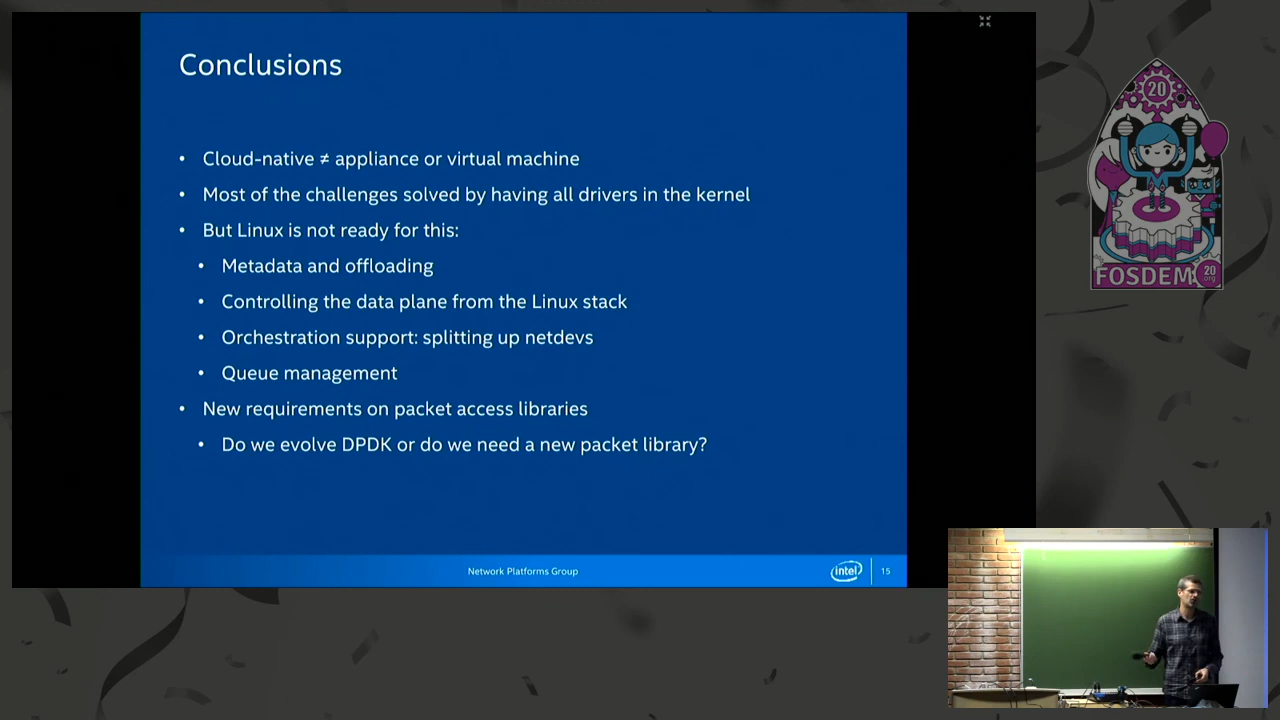 Conclusions
• Cloud-native ≠ appliance or virtual machine
• Most of the challenges solved by having all drivers in the kernel
• But Linux is not ready for this:
• Metadata and offloading
• Controlling the data plane from the Linux stack
• Orchestration support: splitting up netdevs
• Queue management
• New requirements on packet access libraries
• Do we evolve DPDK or do we need a new packet library?
Network Platforms Group
intel
15
20
FOSDEM
20
.org